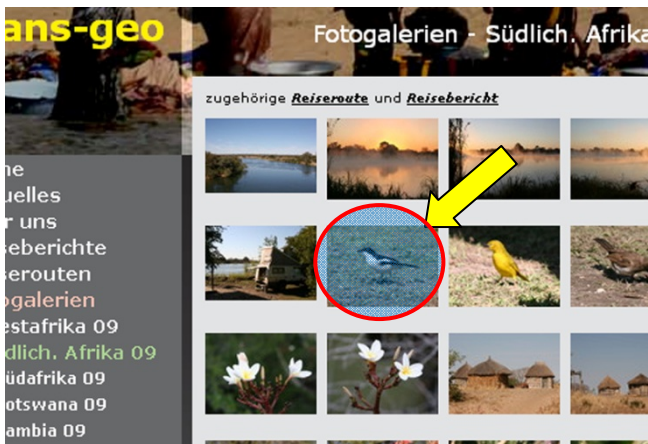 ans-geo
Fotogalerien - Südlich. Afrika
zugehörige Reiseroute und Reisebericht
me
uelles
r uns
seberichte
serouten
ogalerien
estafrika 09
dlich. Afrika 09
üdafrika 09
otswana 09
ambia 09